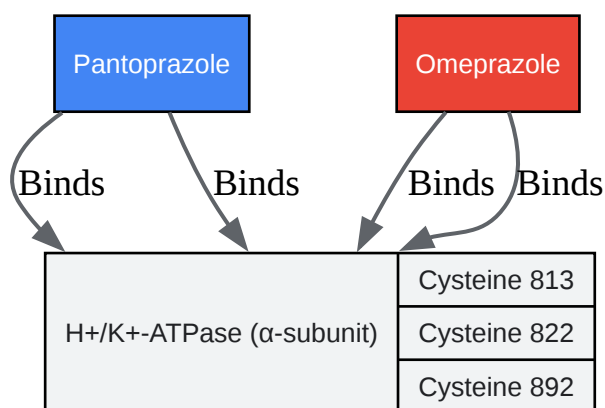 Pantoprazole
Omeprazole
Binds
Binds
Binds
Binds
H+/K+-ATPase (α-subunit)
Cysteine 813
Cysteine 822
Cysteine 892